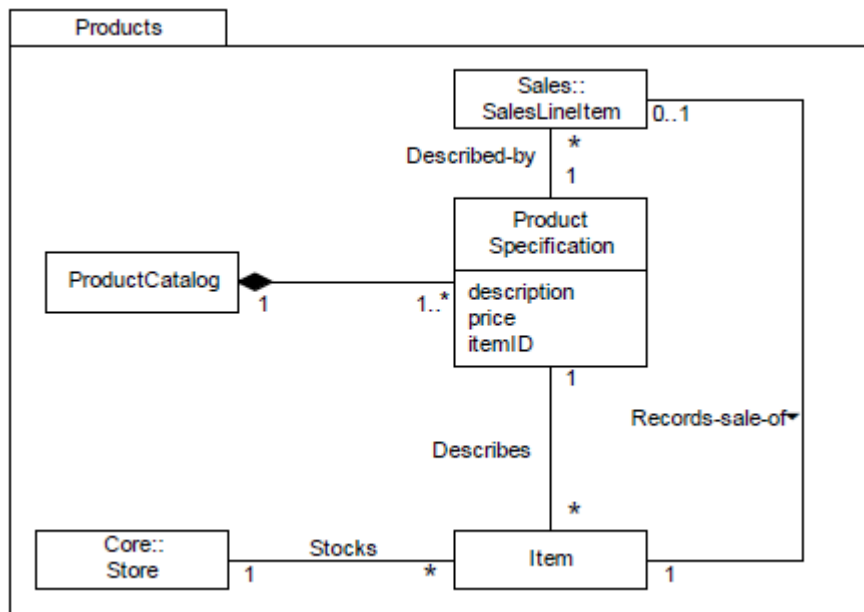 Products
Sales::
SalesLineItem
0..1
*
Described-by
1
Product
Specification
ProductCatalog
1
1..*
description
price
itemID
1
Records-sale-of
Describes
*
Core::
Store
Stocks
1
*
Item
1